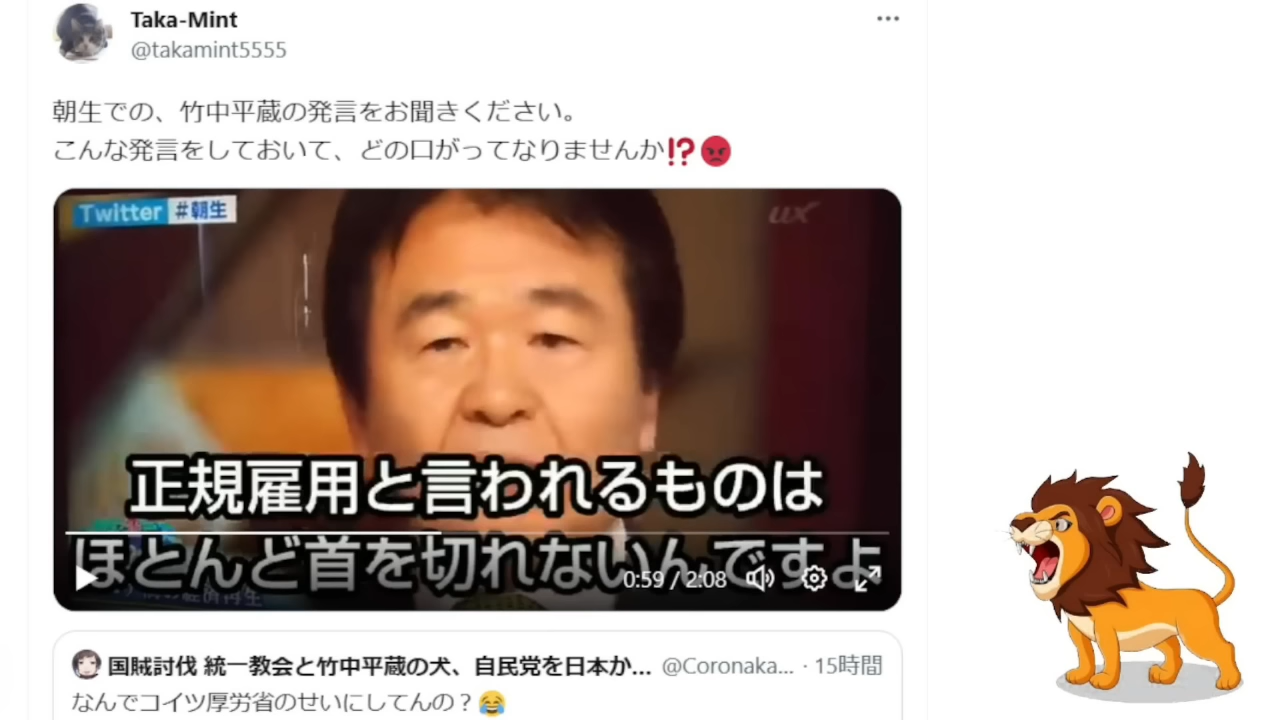 Taka-Mint
@takamint5555
朝生での、竹中平蔵の発言をお聞きください。
こんな発言をしておいて、どの口がってなりませんか⁉️😡
Twitter #朝生
UX
正規雇用と言われるものは
ほとんど首を切れないんですよ
0:59 / 2:08
国賊討伐 統一教会と竹中平蔵の犬、自民党を日本か... @Coronaka... · 15時間
なんでコイツ厚労省のせいにしてんの？😂